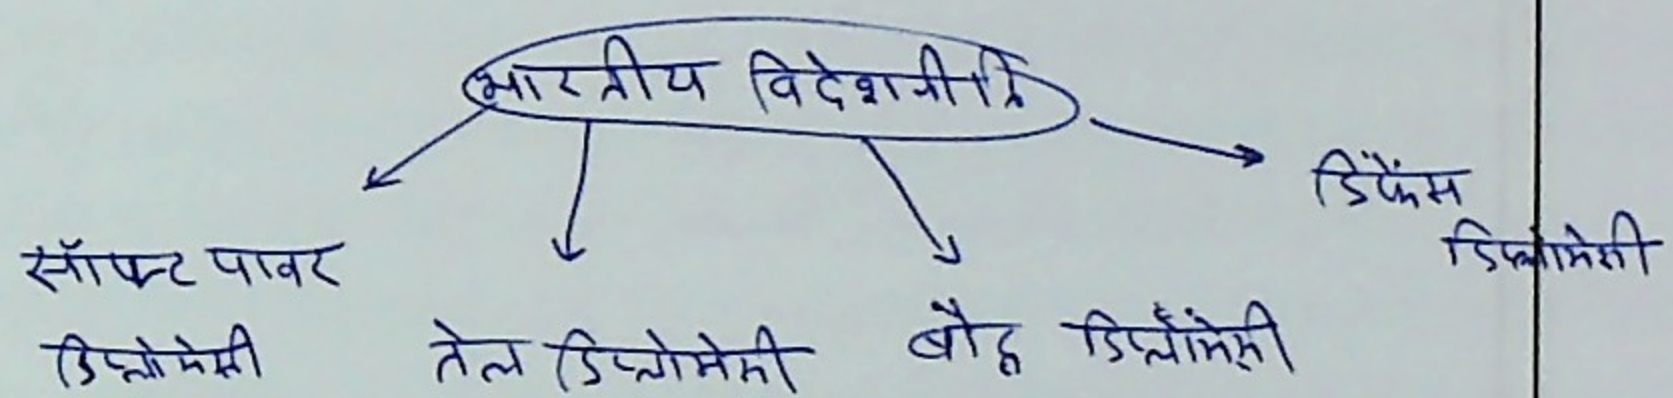 भारतीय विदेशनीति
सॉफ्ट पावर
डिप्लोमेसी
तेल डिप्लोमेसी
बौद्ध डिप्लोमेसी
डिफेंस
डिप्लोमेसी